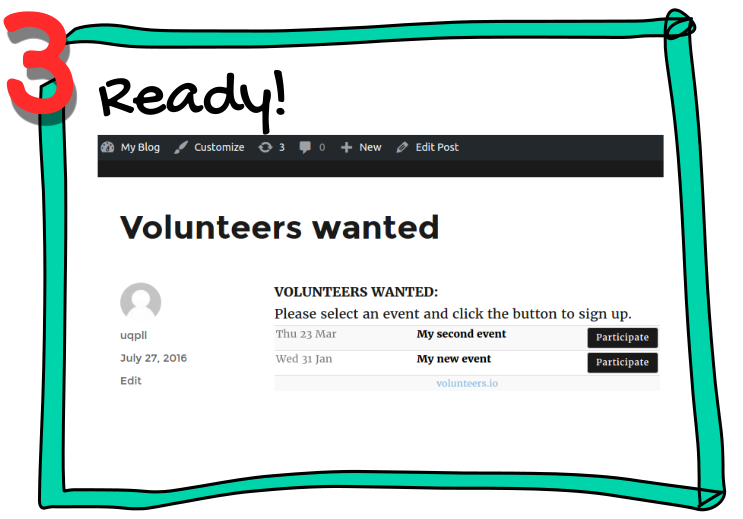 3
Ready!
My Blog Customize 3 0 New Edit Post
Volunteers wanted
uqpll
July 27, 2016
Edit
VOLUNTEERS WANTED:
Please select an event and click the button to sign up.
Thu 23 Mar My second event Participate
Wed 31 Jan My new event Participate
volunteers.io